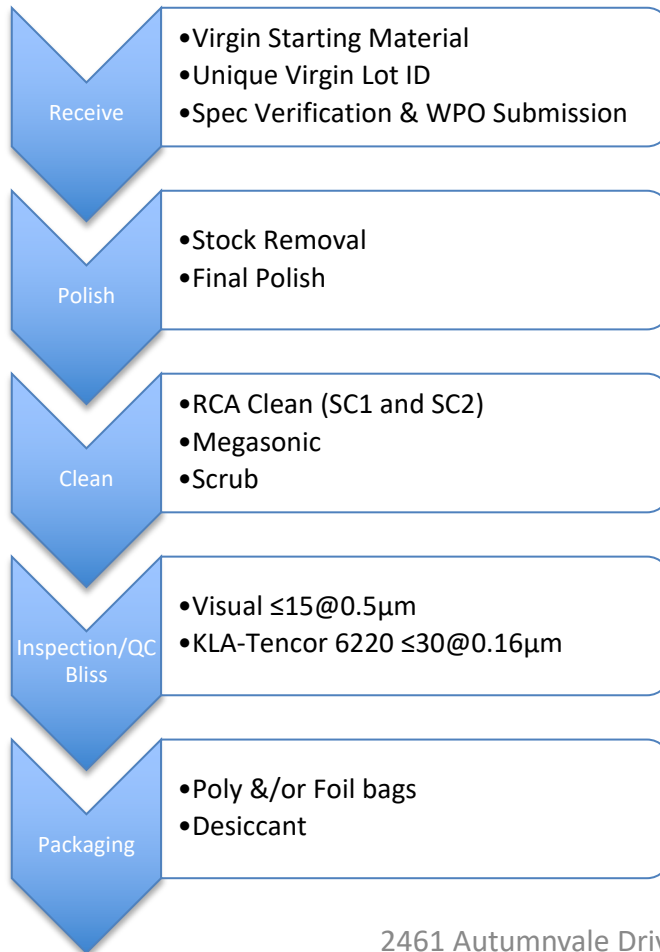 Receive
•Virgin Starting Material
•Unique Virgin Lot ID
•Spec Verification & WPO Submission
Polish
•Stock Removal
•Final Polish
Clean
•RCA Clean (SC1 and SC2)
•Megasonic
•Scrub
Inspection/QC
Bliss
•Visual ≤15@0.5µm
•KLA-Tencor 6220 ≤30@0.16µm
Packaging
•Poly &/or Foil bags
•Desiccant
2461 Autumnvale Driv